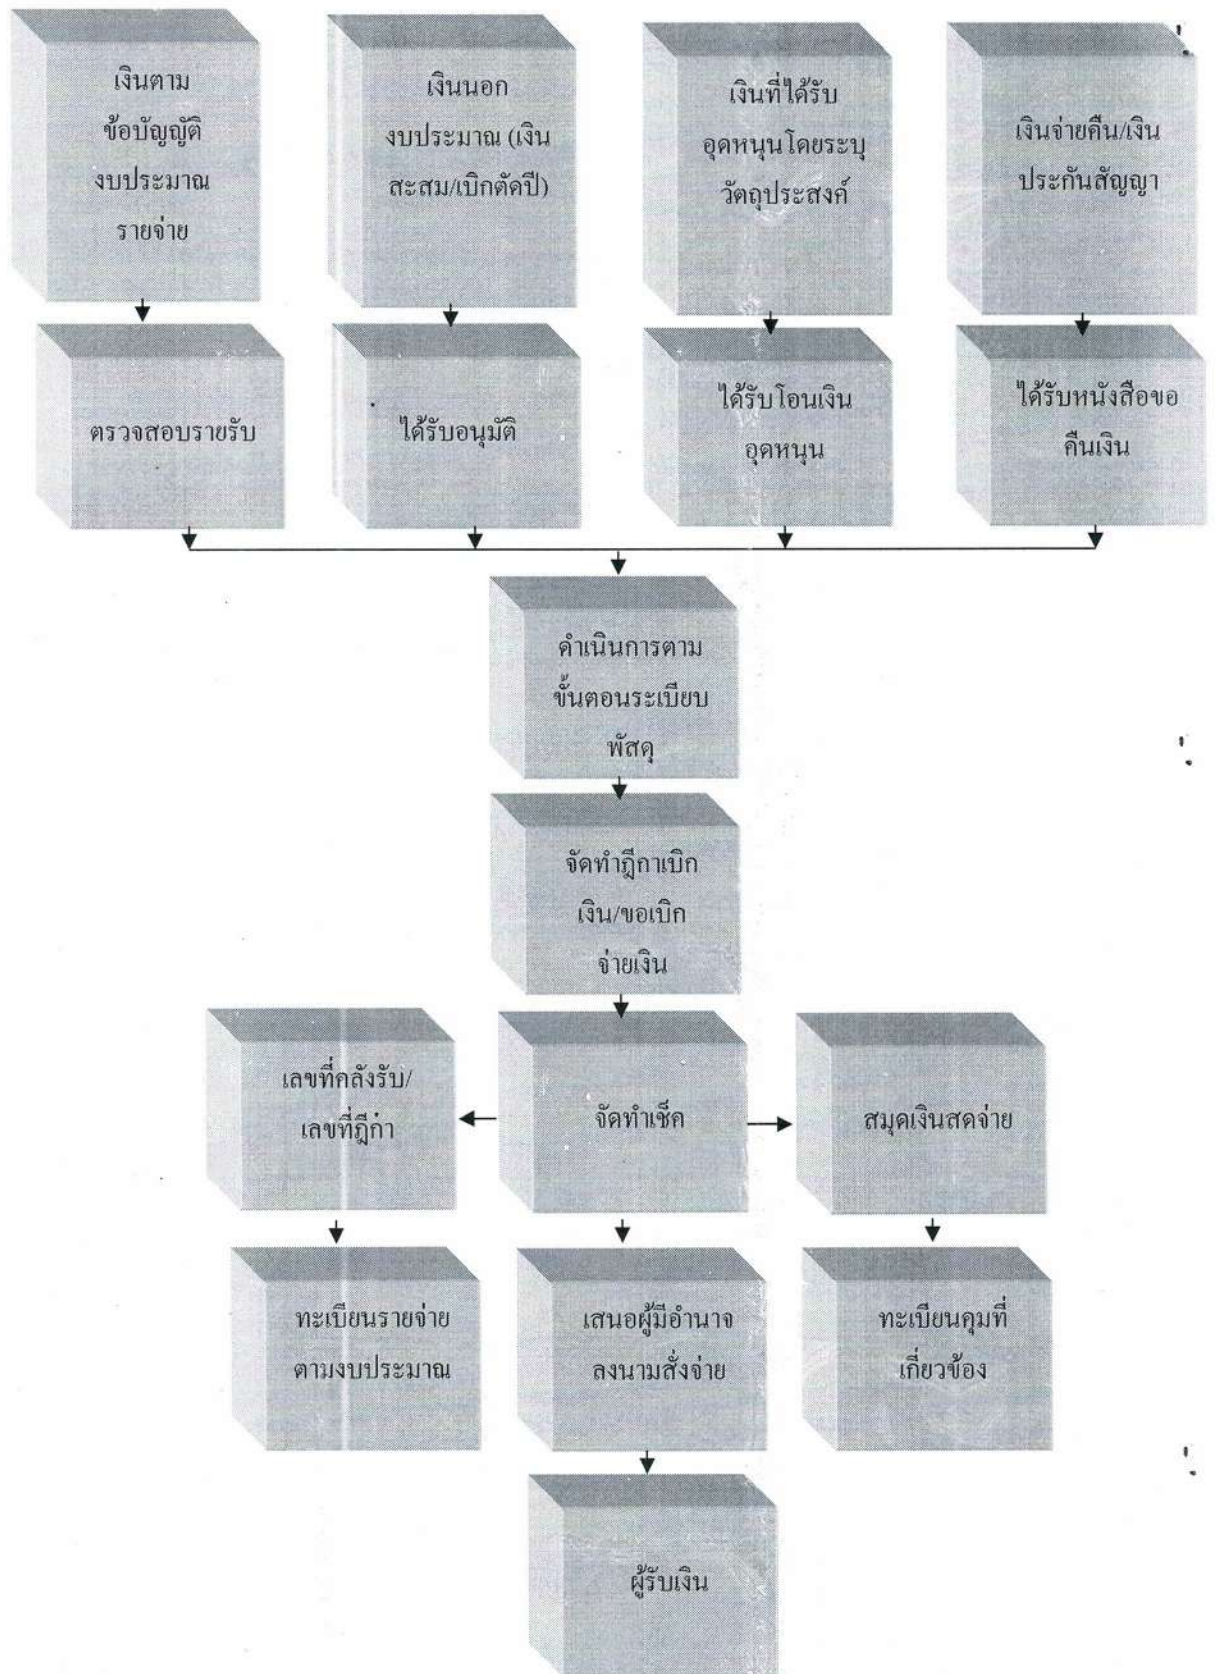 เงินตาม
ข้อบัญญัติ
งบประมาณ
รายจ่าย
เงินนอก
งบประมาณ (เงิน
สะสม/เบิกตัดปี)
เงินที่ได้รับ
อุดหนุนโดยระบุ
วัตถุประสงค์
เงินจ่ายคืน/เงิน
ประกันสัญญา
ตรวจสอบรายรับ
ได้รับอนุมัติ
ได้รับโอนเงิน
อุดหนุน
ได้รับหนังสือขอ
คืนเงิน
ดำเนินการตาม
ขั้นตอนระเบียบ
พัสดุ
จัดทำฎีกาเบิก
เงิน/ขอเบิก
จ่ายเงิน
เลขที่คลังรับ/
เลขที่ฎีก่า
จัดทำเช็ค
สมุดเงินสดจ่าย
ทะเบียนรายจ่าย
ตามงบประมาณ
เสนอผู้มีอำนาจ
ลงนามสั่งจ่าย
ทะเบียนคุมที่
เกี่ยวข้อง
ผู้รับเงิน